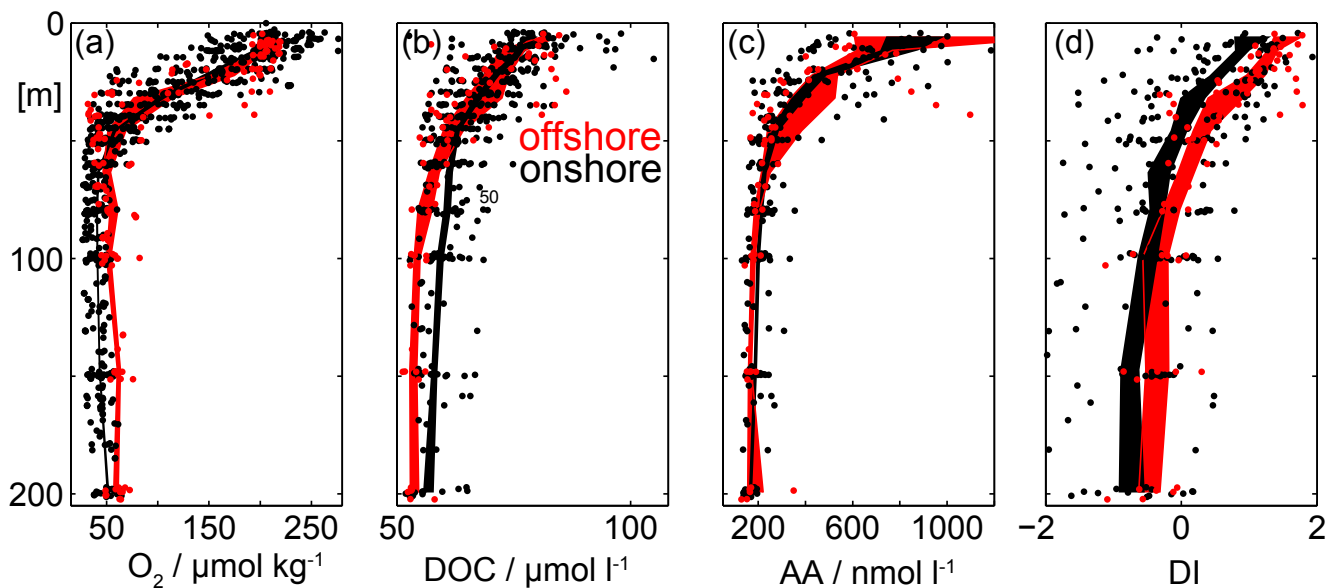 0
[m]
100
200
(a)
(b)
(c)
(d)
offshore
onshore
50
50 150 250
50 100
200 600 1000
−2 0 2
O₂ / µmol kg⁻¹
DOC / µmol l⁻¹
AA / nmol l⁻¹
DI